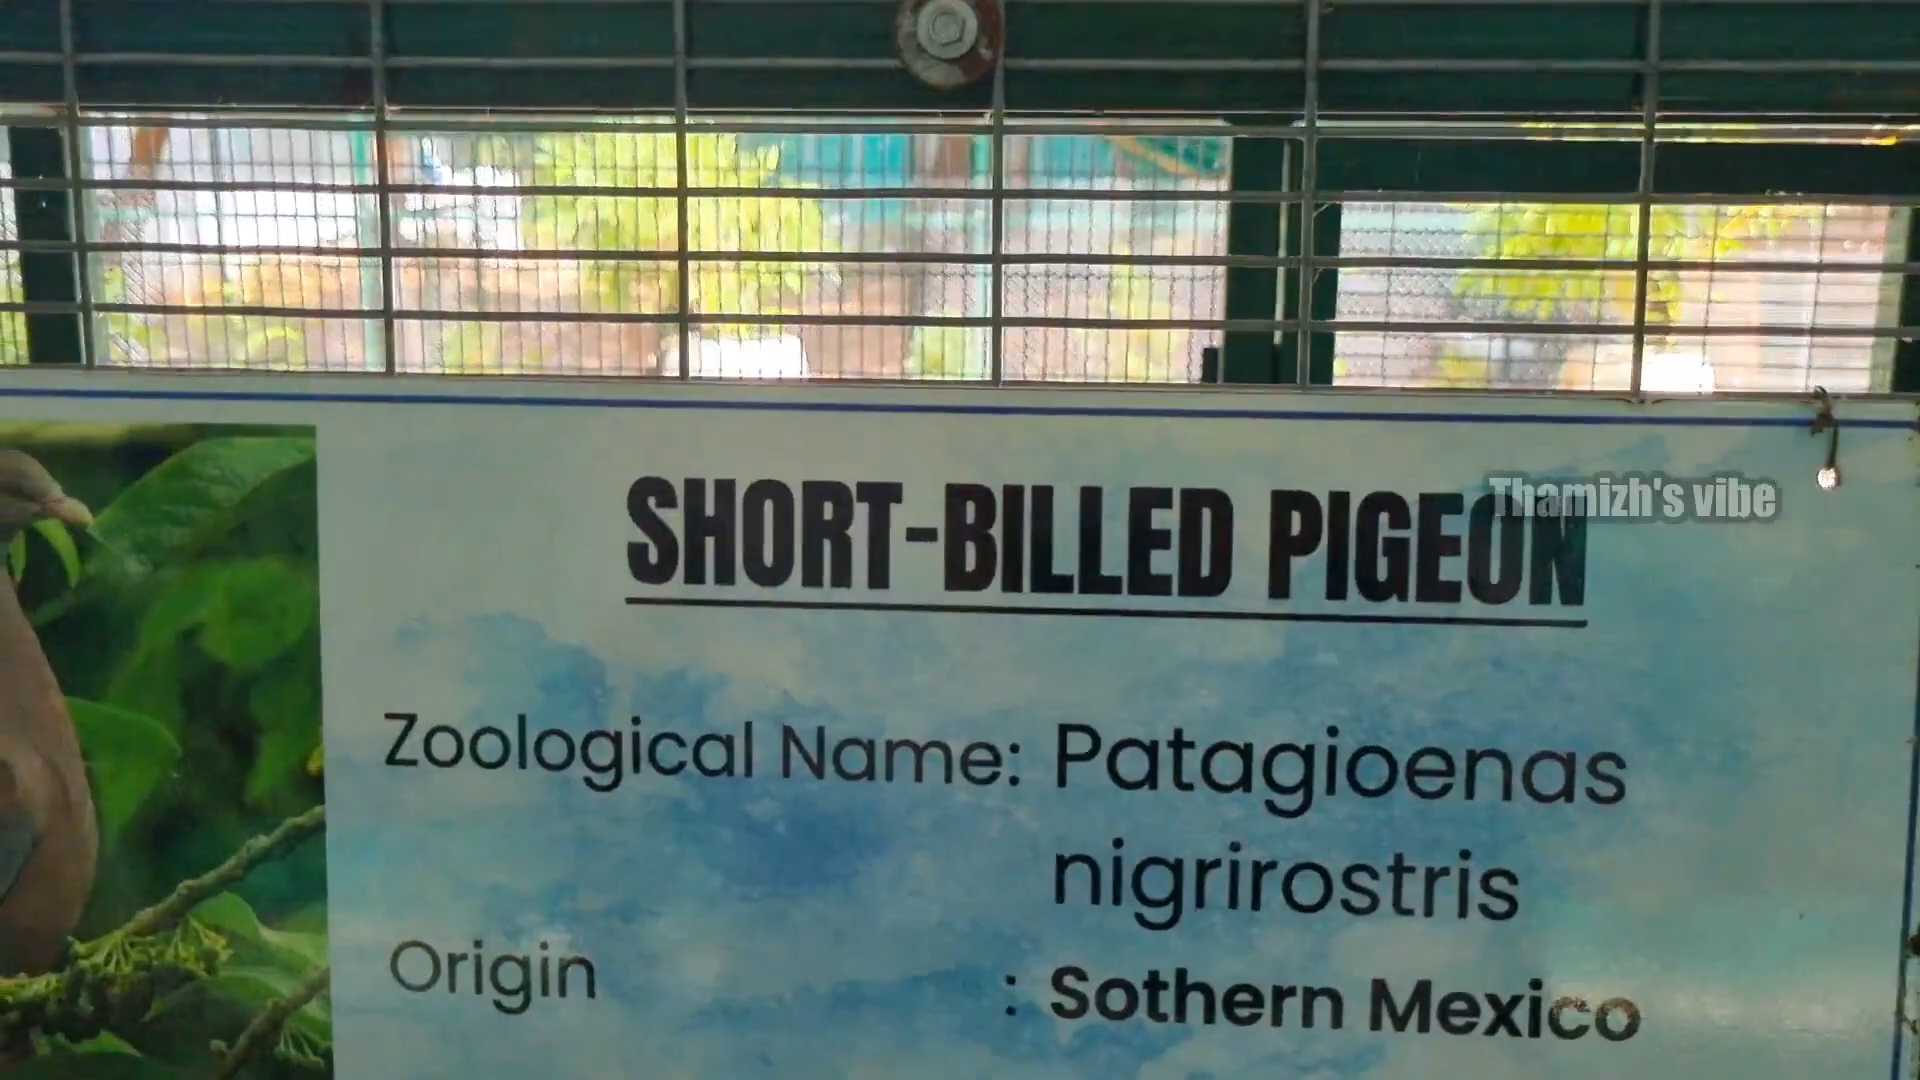 Thamizh's vibe
SHORT-BILLED PIGEON
Zoological Name: Patagioenas
nigrirostris
Origin : Sothern Mexico